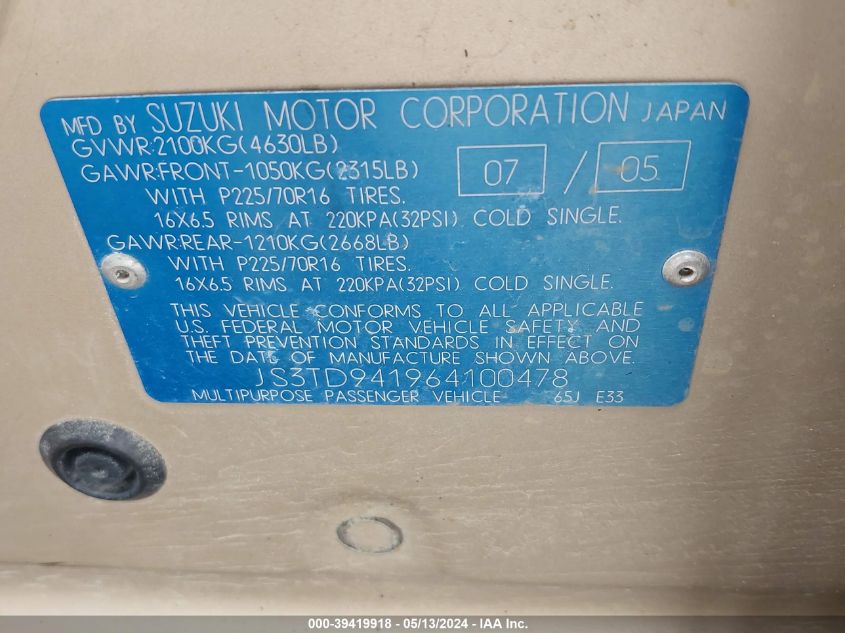 MFD BY SUZUKI MOTOR CORPORATION JAPAN
GVWR:2100KG(4630LB)
GAWR:FRONT-1050KG(2315LB) 07 / 05
WITH P225/70R16 TIRES.
16X6.5 RIMS AT 220KPA(32PSI) COLD SINGLE.
GAWR:REAR-1210KG(2668LB)
WITH P225/70R16 TIRES.
16X6.5 RIMS AT 220KPA(32PSI) COLD SINGLE.
THIS VEHICLE CONFORMS TO ALL APPLICABLE
U.S. FEDERAL MOTOR VEHICLE SAFETY AND
THEFT PREVENTION STANDARDS IN EFFECT ON
THE DATE OF MANUFACTURE SHOWN ABOVE.
JS3TD941964100478
MULTIPURPOSE PASSENGER VEHICLE 65J E33
000-39419918 - 05/13/2024 - IAA Inc.